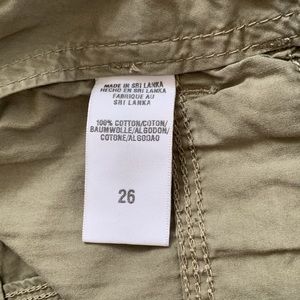 MADE IN SRI LANKA
HECHO EN SRI LANKA
FABRIQUE AU
SRI LANKA
100% COTTON/COTON/
BAUMWOLLE/ALGODON/
COTONE/ALGODAO
26